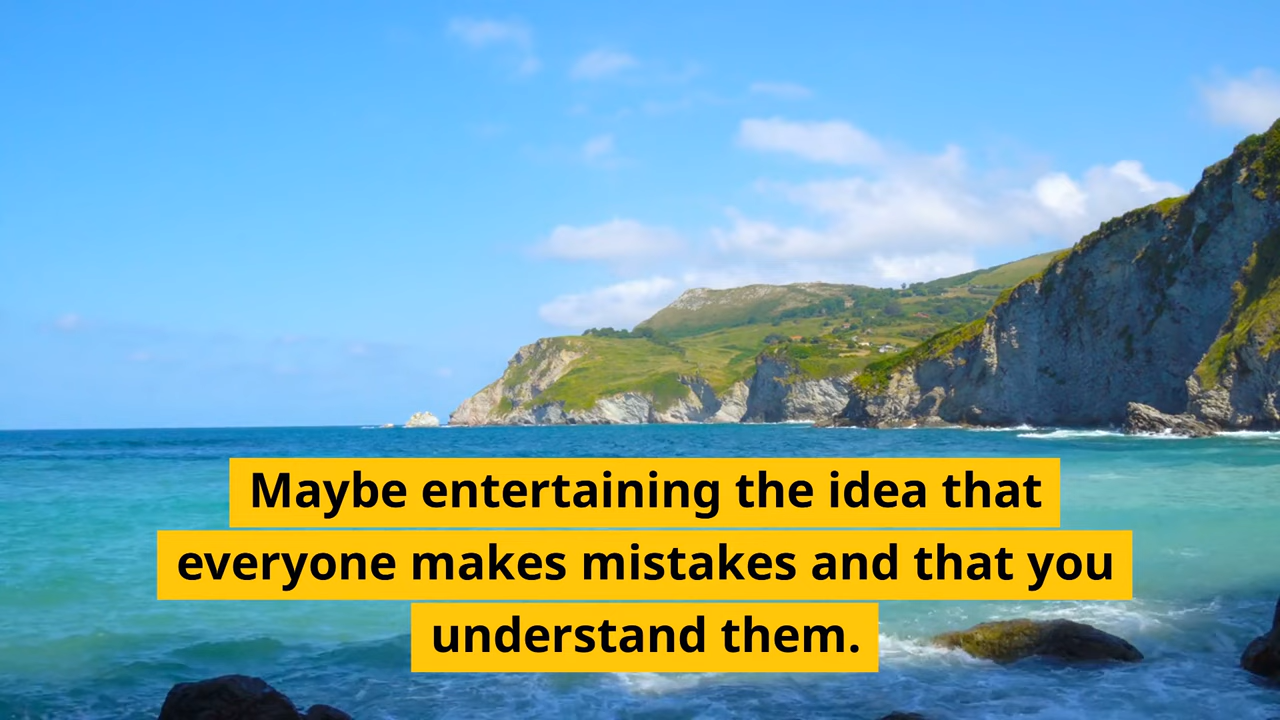 Maybe entertaining the idea that
everyone makes mistakes and that you
understand them.